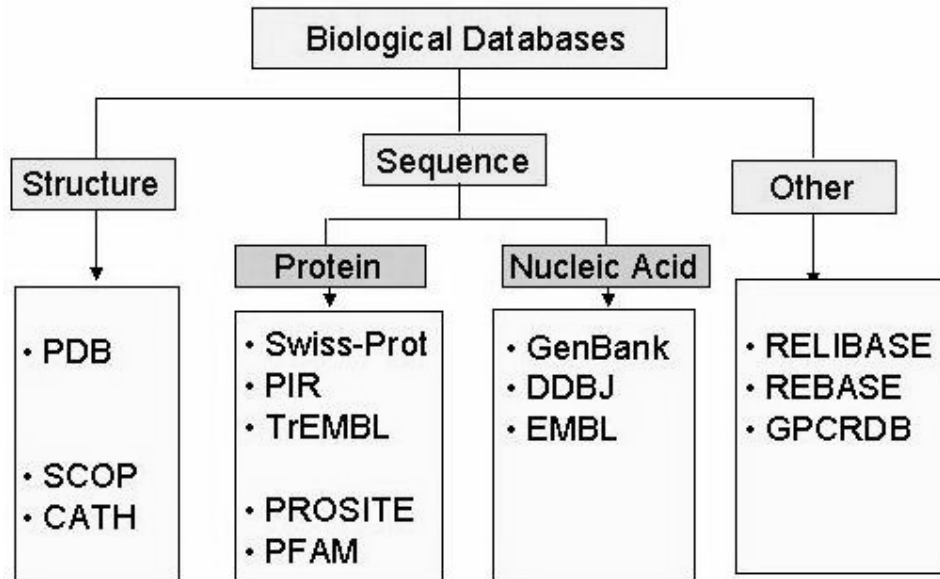 Biological Databases
Structure
Sequence
Other
Protein
Nucleic Acid
• PDB
• SCOP
• CATH
• Swiss-Prot
• PIR
• TrEMBL
• PROSITE
• PFAM
• GenBank
• DDBJ
• EMBL
• RELIBASE
• REBASE
• GPCRDB